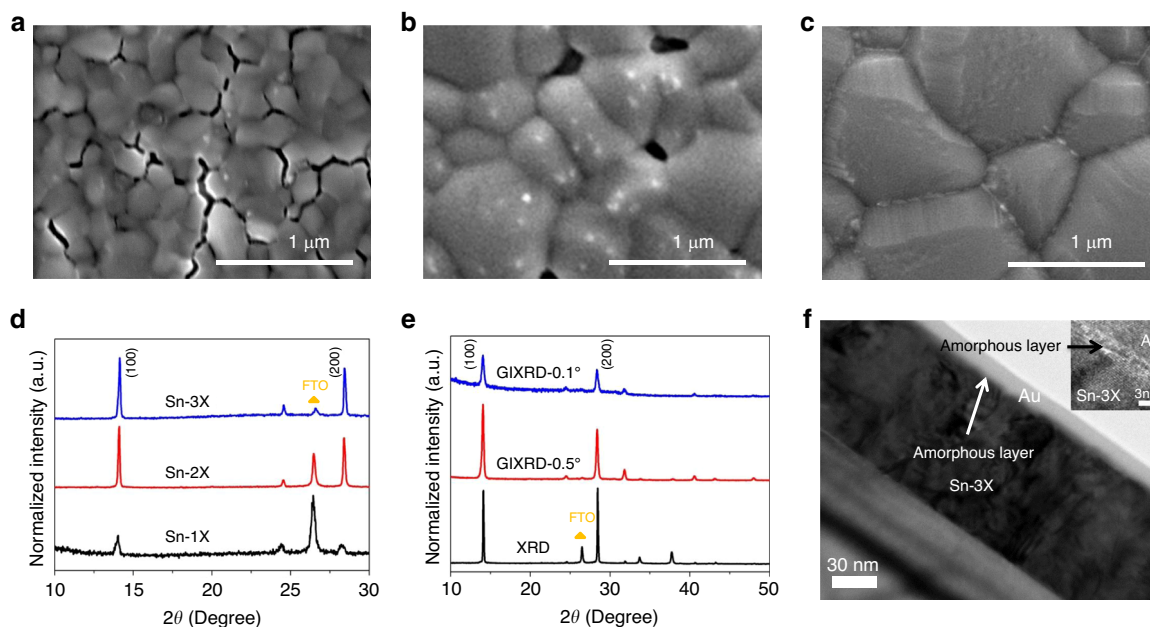 a
b
c
1 μm
1 μm
1 μm
d
e
f
Normalized intensity (a.u.)
(100)
(200)
FTO
Sn-3X
Sn-2X
Sn-1X
10
15
20
25
30
2θ (Degree)
Normalized intensity (a.u.)
(100)
(200)
GIXRD-0.1°
GIXRD-0.5°
FTO
XRD
10
20
30
40
50
2θ (Degree)
Amorphous layer
A
Sn-3X
3n
Au
Amorphous layer
Sn-3X
30 nm